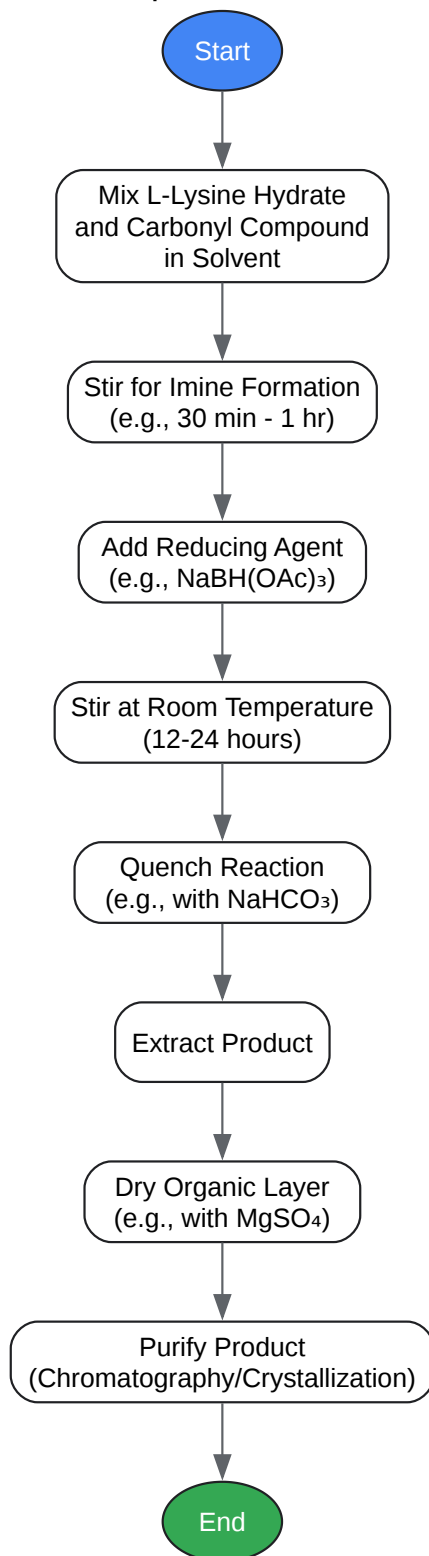 Start
Mix L-Lysine Hydrate
and Carbonyl Compound
in Solvent
Stir for Imine Formation
(e.g., 30 min - 1 hr)
Add Reducing Agent
(e.g., NaBH(OAc)₃)
Stir at Room Temperature
(12-24 hours)
Quench Reaction
(e.g., with NaHCO₃)
Extract Product
Dry Organic Layer
(e.g., with MgSO₄)
Purify Product
(Chromatography/Crystallization)
End